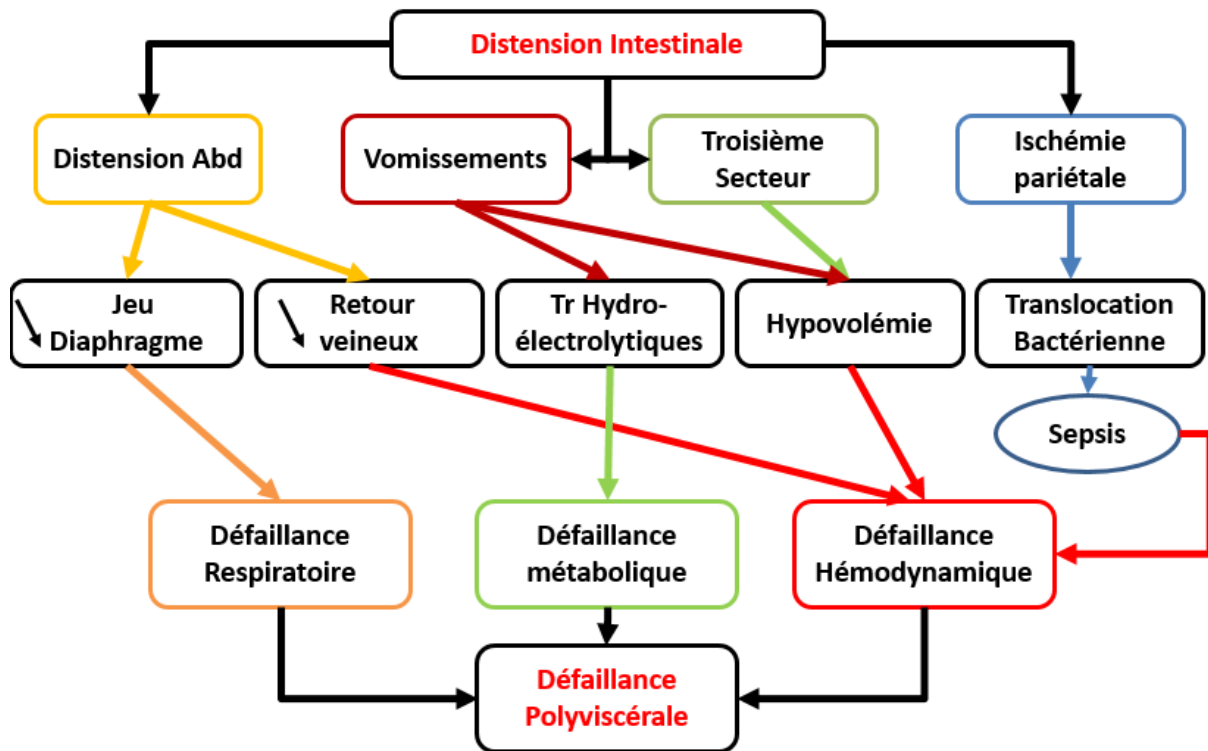 Distension Intestinale
Distension Abd
Vomissements
Troisième
Secteur
Ischémie
pariétale
Jeu
Diaphragme
Retour
veineux
Tr Hydro-
électrolytiques
Hypovolémie
Translocation
Bactérienne
Sepsis
Défaillance
Respiratoire
Défaillance
métabolique
Défaillance
Hémodynamique
Défaillance
Polyviscérale